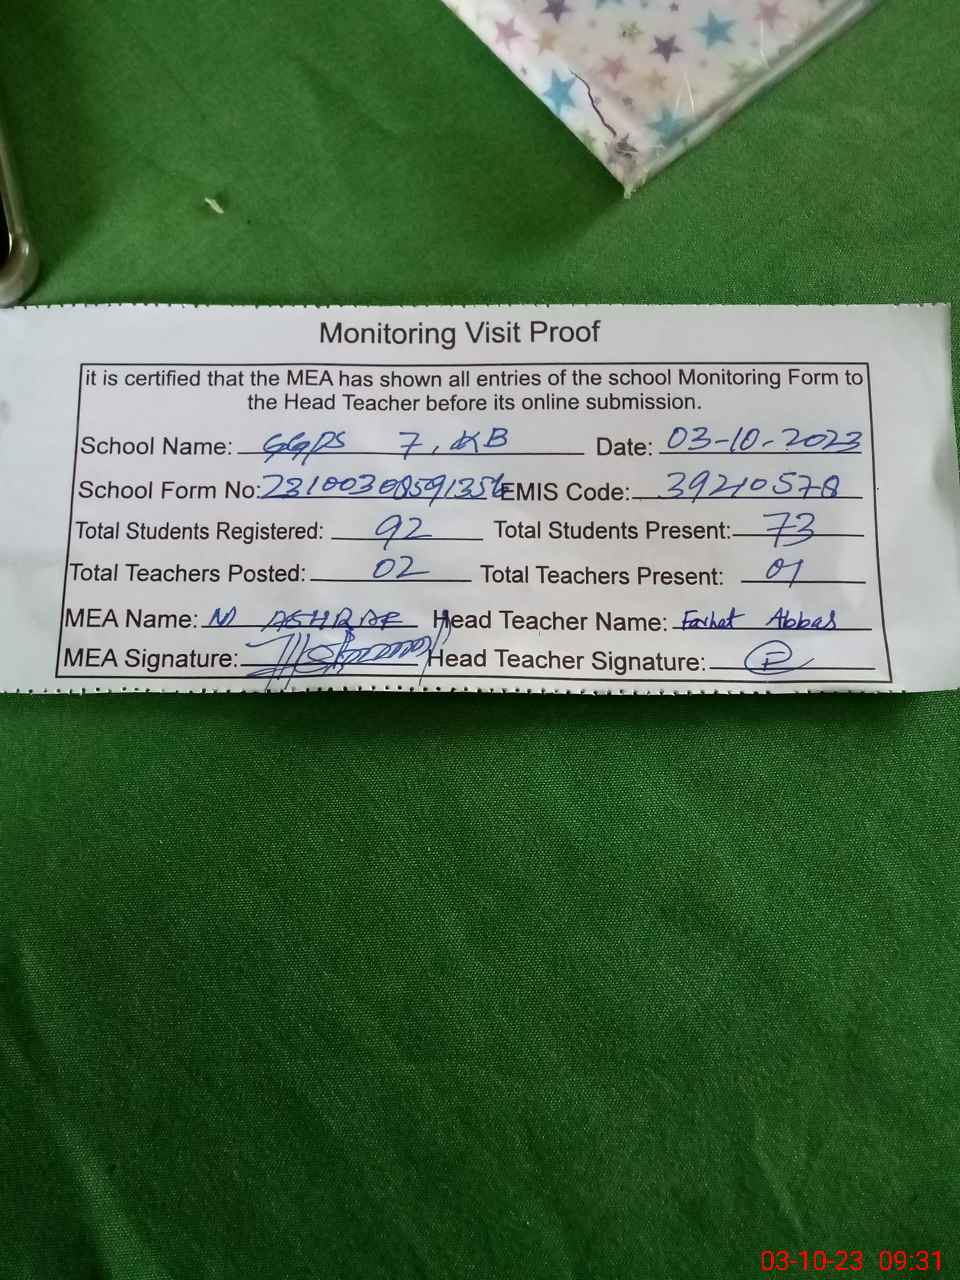 Monitoring Visit Proof
it is certified that the MEA has shown all entries of the school Monitoring Form to
the Head Teacher before its online submission.
School Name: GGPS 7, KB Date: 03-10-2023
School Form No: EMIS Code: 39210578
Total Students Registered: 92 Total Students Present: 73
Total Teachers Posted: 02 Total Teachers Present: 01
MEA Name: M ASHRAF Head Teacher Name: Farhat Abbas
MEA Signature: Head Teacher Signature:
03-10-23 09:31